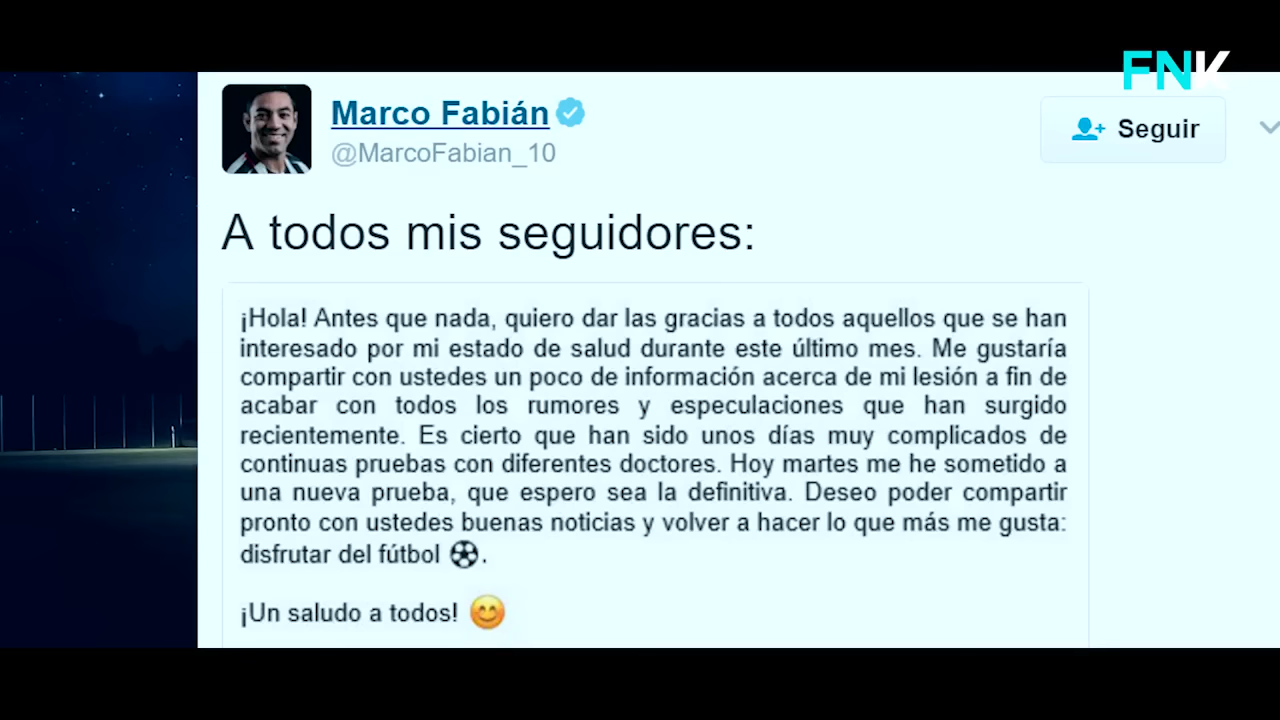 FNK
Marco Fabián
@MarcoFabian_10
Seguir
A todos mis seguidores:
¡Hola! Antes que nada, quiero dar las gracias a todos aquellos que se han
interesado por mi estado de salud durante este último mes. Me gustaría
compartir con ustedes un poco de información acerca de mi lesión a fin de
acabar con todos los rumores y especulaciones que han surgido
recientemente. Es cierto que han sido unos días muy complicados de
continuas pruebas con diferentes doctores. Hoy martes me he sometido a
una nueva prueba, que espero sea la definitiva. Deseo poder compartir
pronto con ustedes buenas noticias y volver a hacer lo que más me gusta:
disfrutar del fútbol ⚽.
¡Un saludo a todos! 😊